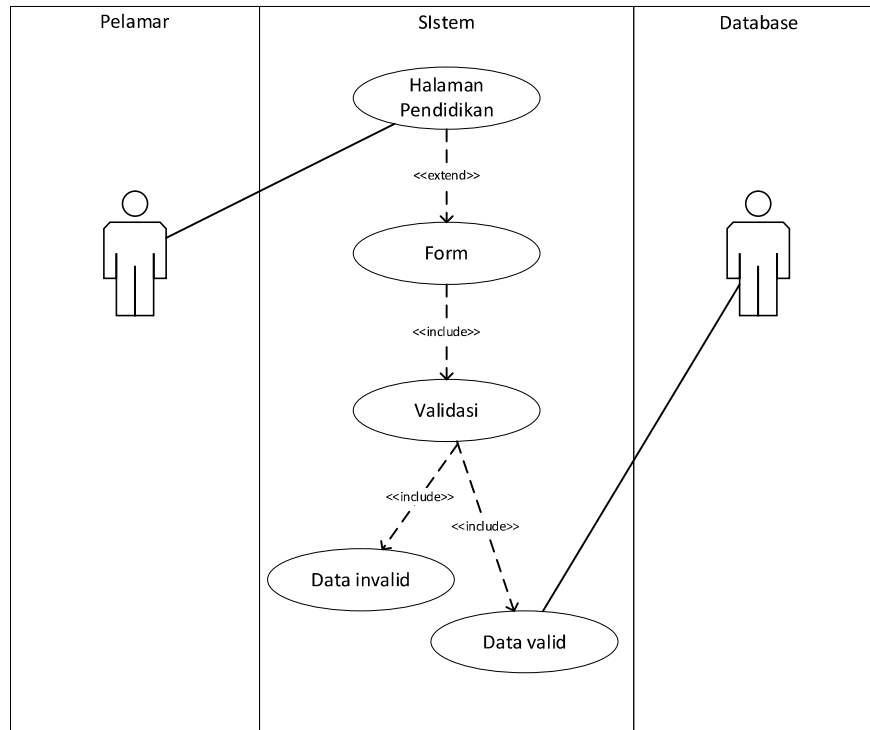 Pelamar
SIstem
Database
Halaman
Pendidikan
<<extend>>
Form
<<include>>
Validasi
<<include>>
<<include>>
Data invalid
Data valid